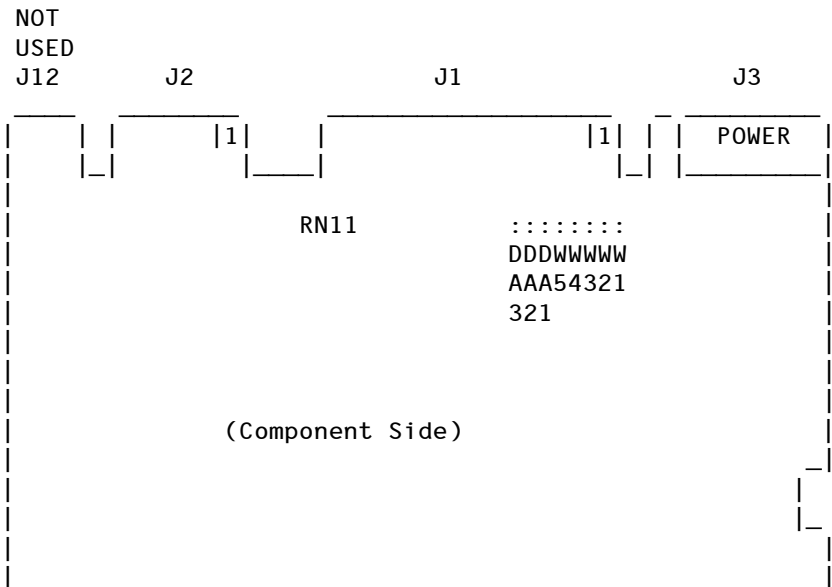 NOT
USED
J12 J2 J1 J3
1 1 POWER
RN11 ::::::::
DDDWWWWW
AAA54321
321
(Component Side)